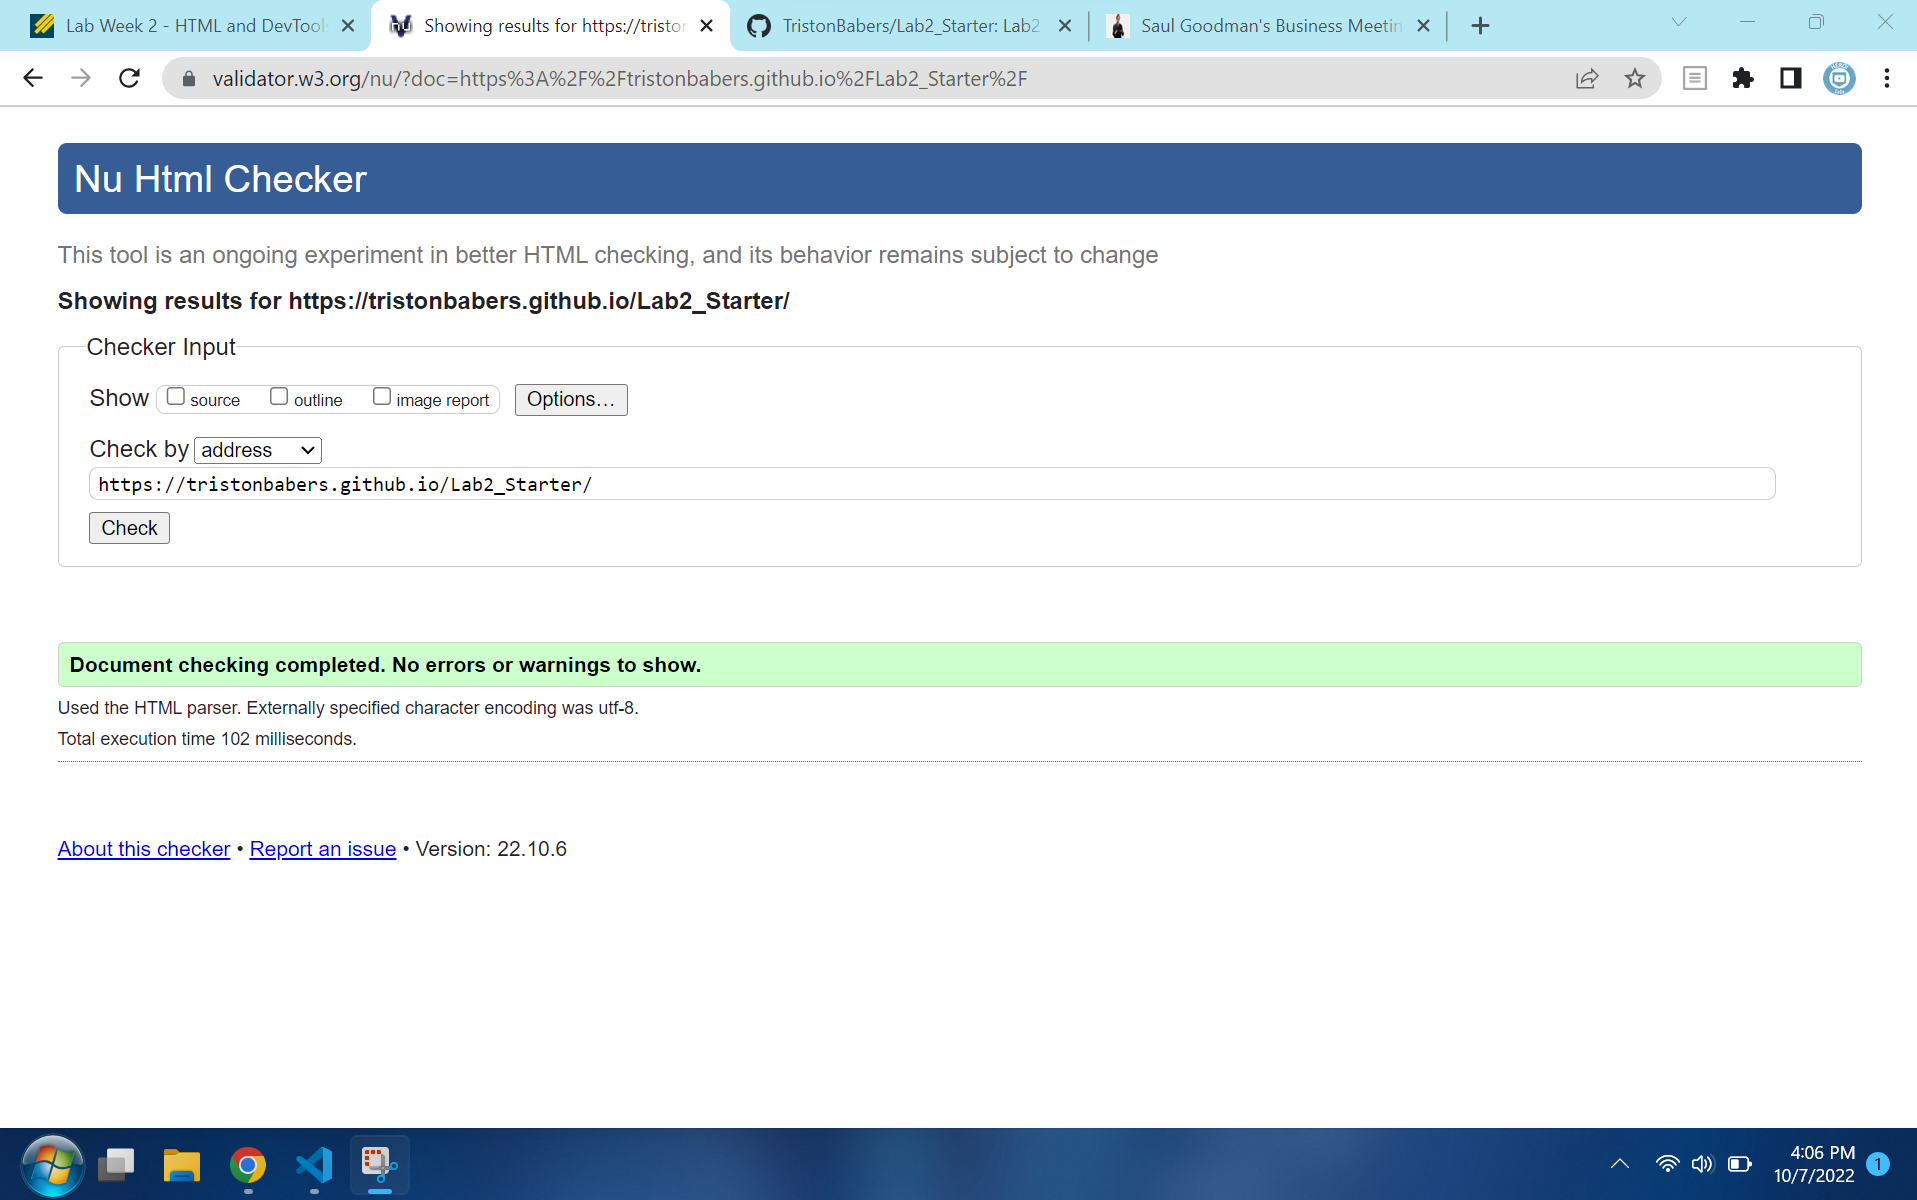 Lab Week 2 - HTML and DevTools
Showing results for https://triston
TristonBabers/Lab2_Starter: Lab2
Saul Goodman's Business Meetin
validator.w3.org/nu/?doc=https%3A%2F%2Ftristonbabers.github.io%2FLab2_Starter%2F
Nu Html Checker
This tool is an ongoing experiment in better HTML checking, and its behavior remains subject to change
Showing results for https://tristonbabers.github.io/Lab2_Starter/
Checker Input
Show source outline image report Options…
Check by address
https://tristonbabers.github.io/Lab2_Starter/
Check
Document checking completed. No errors or warnings to show.
Used the HTML parser. Externally specified character encoding was utf-8.
Total execution time 102 milliseconds.
About this checker • Report an issue • Version: 22.10.6
4:06 PM
10/7/2022
1